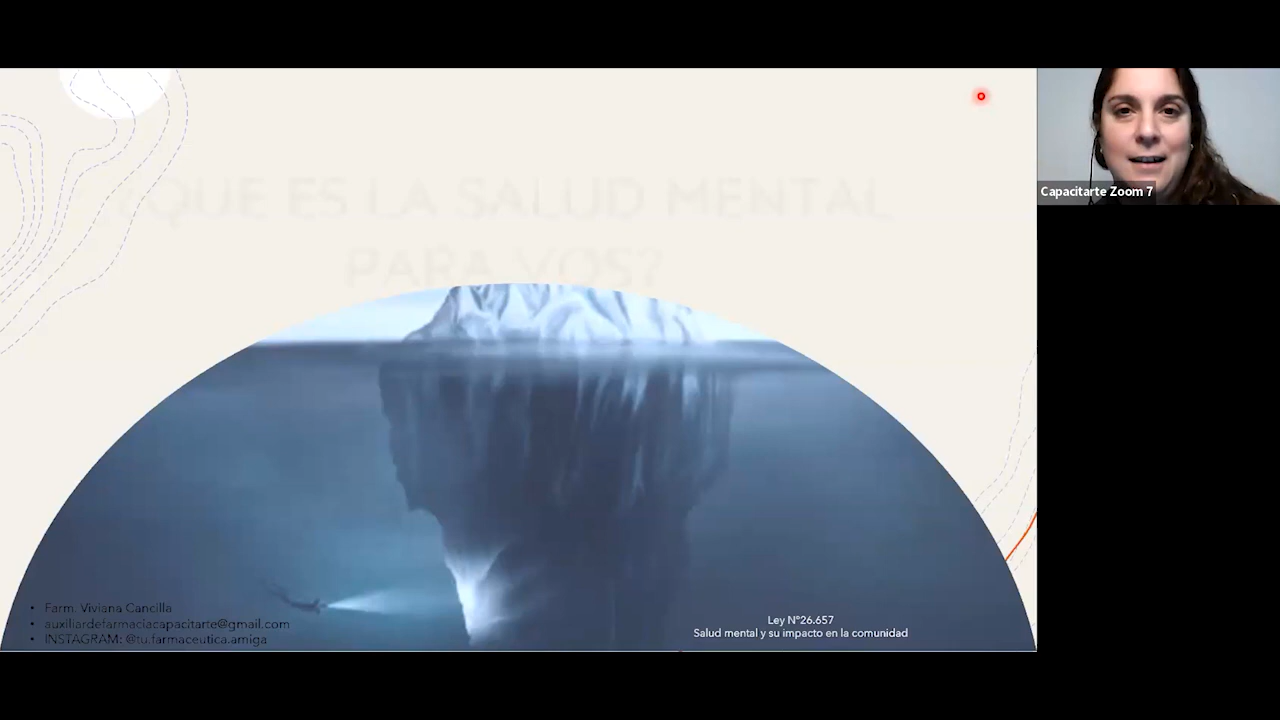 ¿QUE ES LA SALUD MENTAL
PARA VOS?
Capacitarte Zoom 7
• Farm. Viviana Cancilla
• auxiliardefarmaciacapacitarte@gmail.com
• INSTAGRAM: @tu.farmaceutica.amiga
Ley N°26.657
Salud mental y su impacto en la comunidad